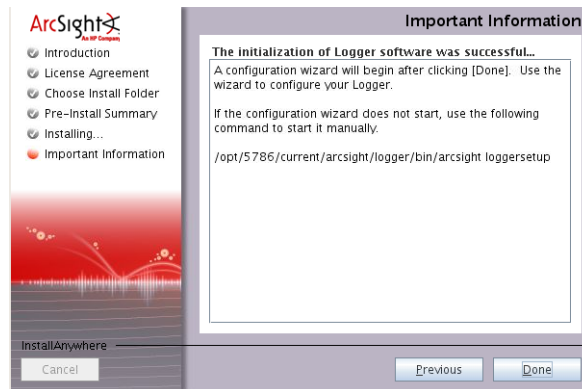 ArcSight
An HP Company
Important Information
Introduction
License Agreement
Choose Install Folder
Pre-Install Summary
Installing...
Important Information
The initialization of Logger software was successful...
A configuration wizard will begin after clicking [Done].  Use the
wizard to configure your Logger.
If the configuration wizard does not start, use the following
command to start it manually.
/opt/5786/current/arcsight/logger/bin/arcsight loggersetup
InstallAnywhere
Cancel
Previous
Done